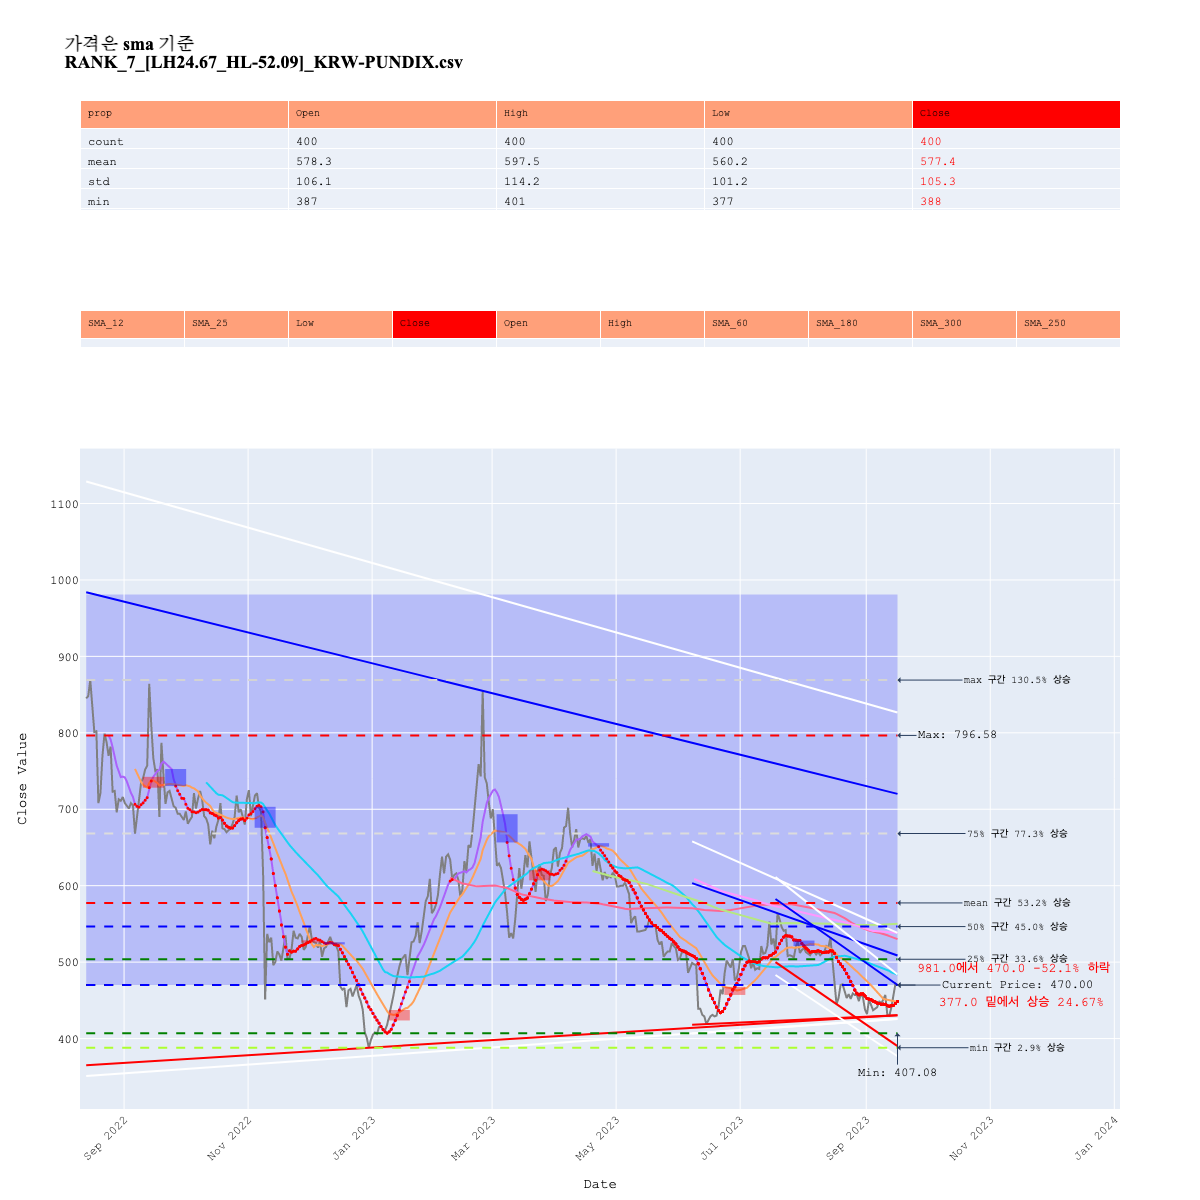 가격은 sma 기준
RANK_7_[LH24.67_HL-52.09]_KRW-PUNDIX.csv
prop Open High Low Close
count 400 400 400 400
mean 578.3 597.5 560.2 577.4
std 106.1 114.2 101.2 105.3
min 387 401 377 388
SMA_12 SMA_25 Low Close Open High SMA_60 SMA_180 SMA_300 SMA_250
1100
1000
900
800
700
600
500
400
Close Value
max 구간 130.5% 상승
Max: 796.58
75% 구간 77.3% 상승
mean 구간 53.2% 상승
50% 구간 45.0% 상승
25% 구간 33.6% 상승
981.0에서 470.0 -52.1% 하락
Current Price: 470.00
377.0 밑에서 상승 24.67%
min 구간 2.9% 상승
Min: 407.08
Sep 2022
Nov 2022
Jan 2023
Mar 2023
May 2023
Jul 2023
Sep 2023
Nov 2023
Jan 2024
Date